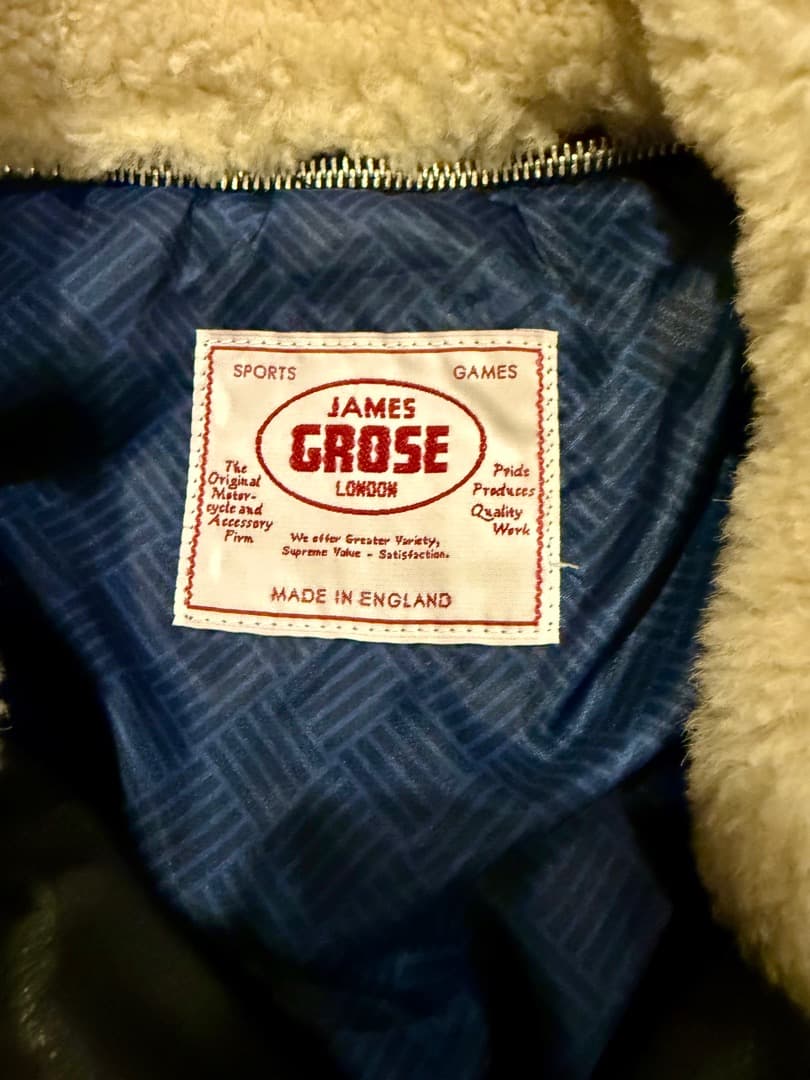 SPORTS GAMES
JAMES
GROSE
LONDON
The
Original
Motor-
cycle and
Accessory
Firm
Pride
Produces
Quality
Work
We offer Greater Variety,
Supreme Value - Satisfaction.
MADE IN ENGLAND